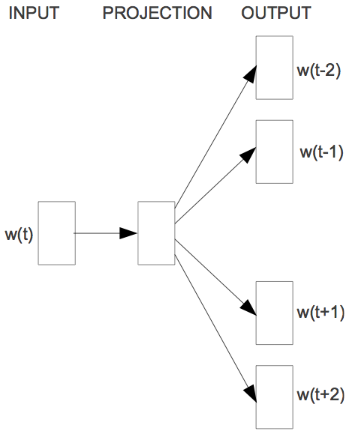 INPUT PROJECTION OUTPUT
w(t-2)
w(t-1)
w(t)
w(t+1)
w(t+2)